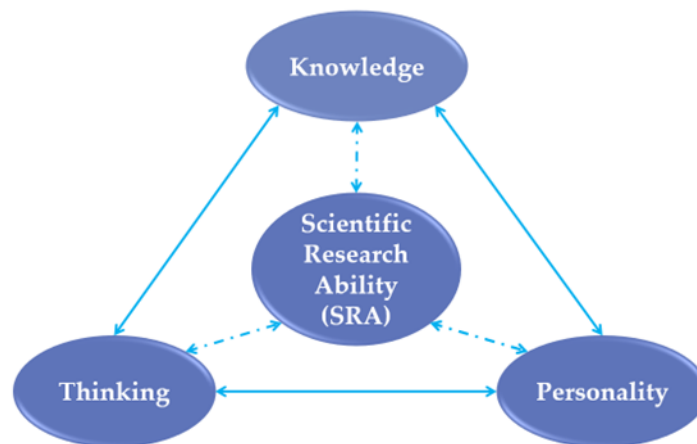 Knowledge
Scientific
Research
Ability
(SRA)
Thinking
Personality